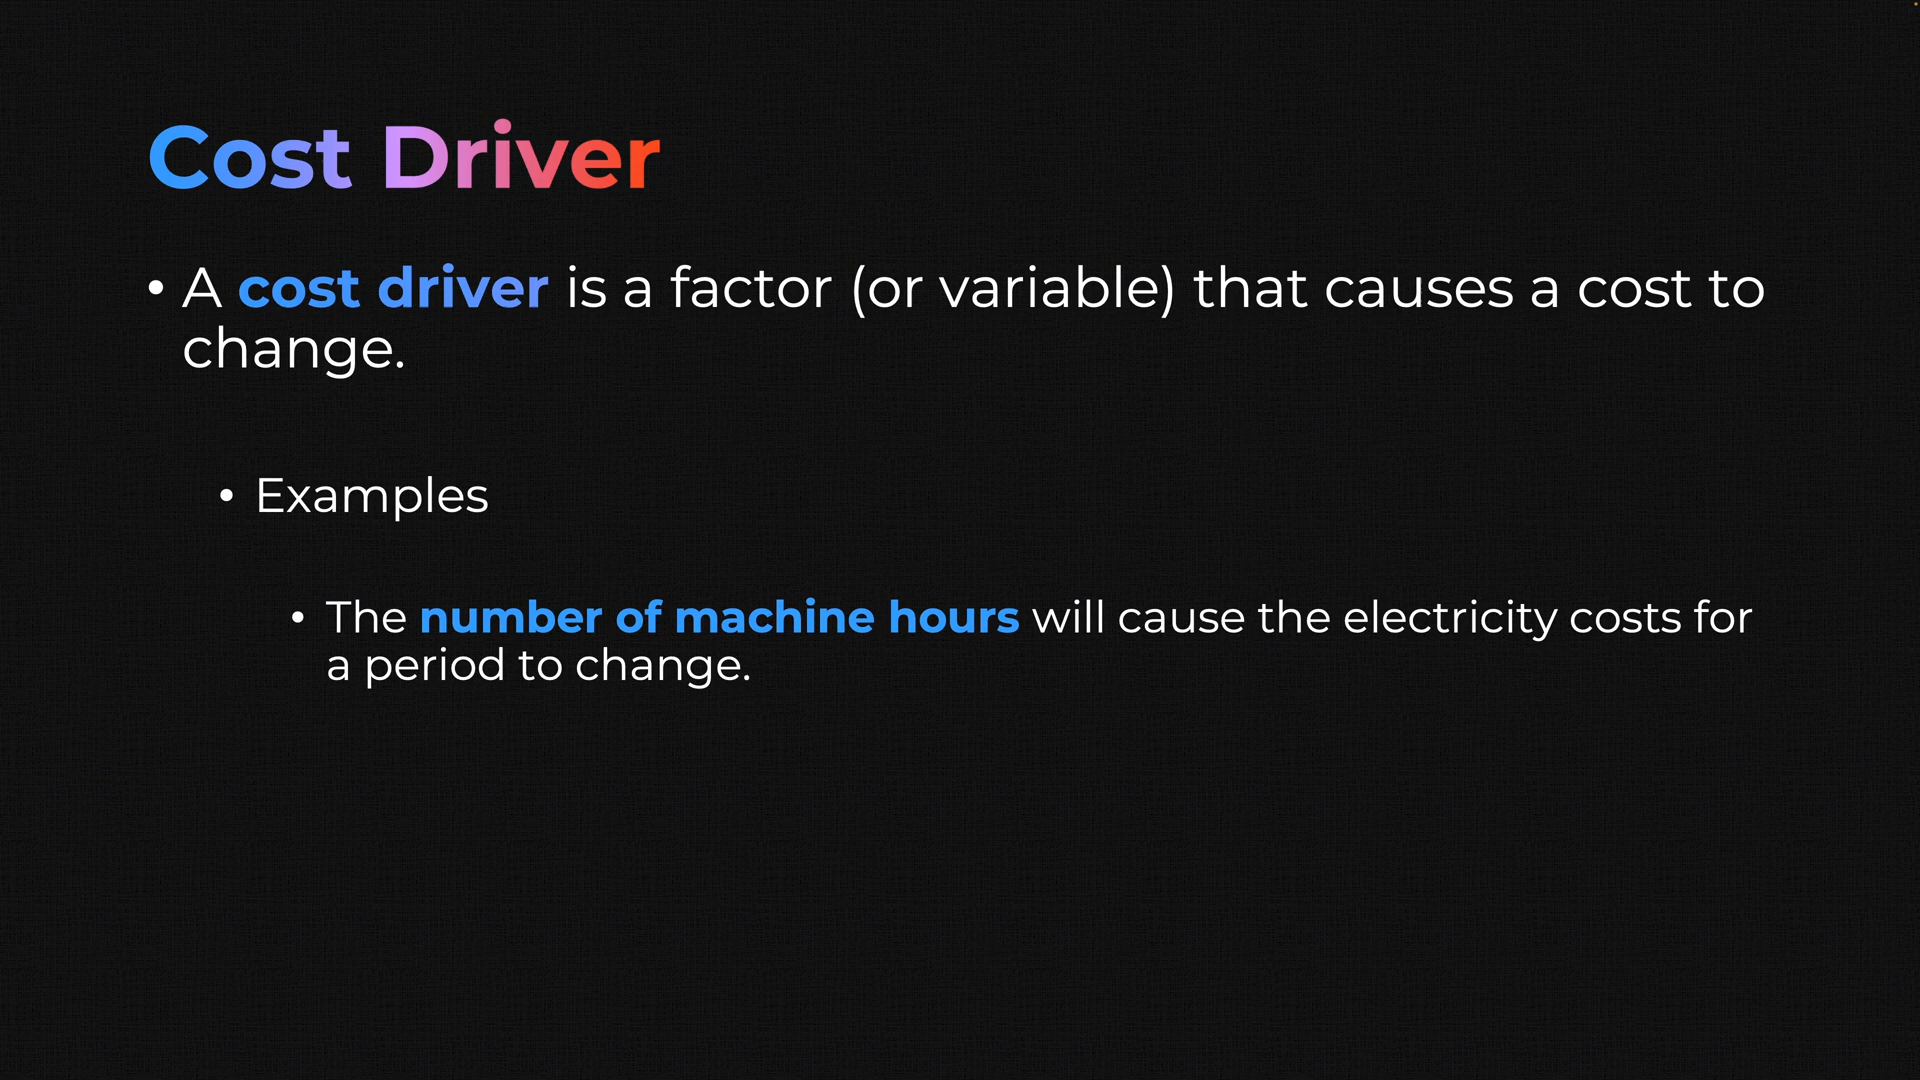 Cost Driver
• A cost driver is a factor (or variable) that causes a cost to
change.
• Examples
• The number of machine hours will cause the electricity costs for
a period to change.